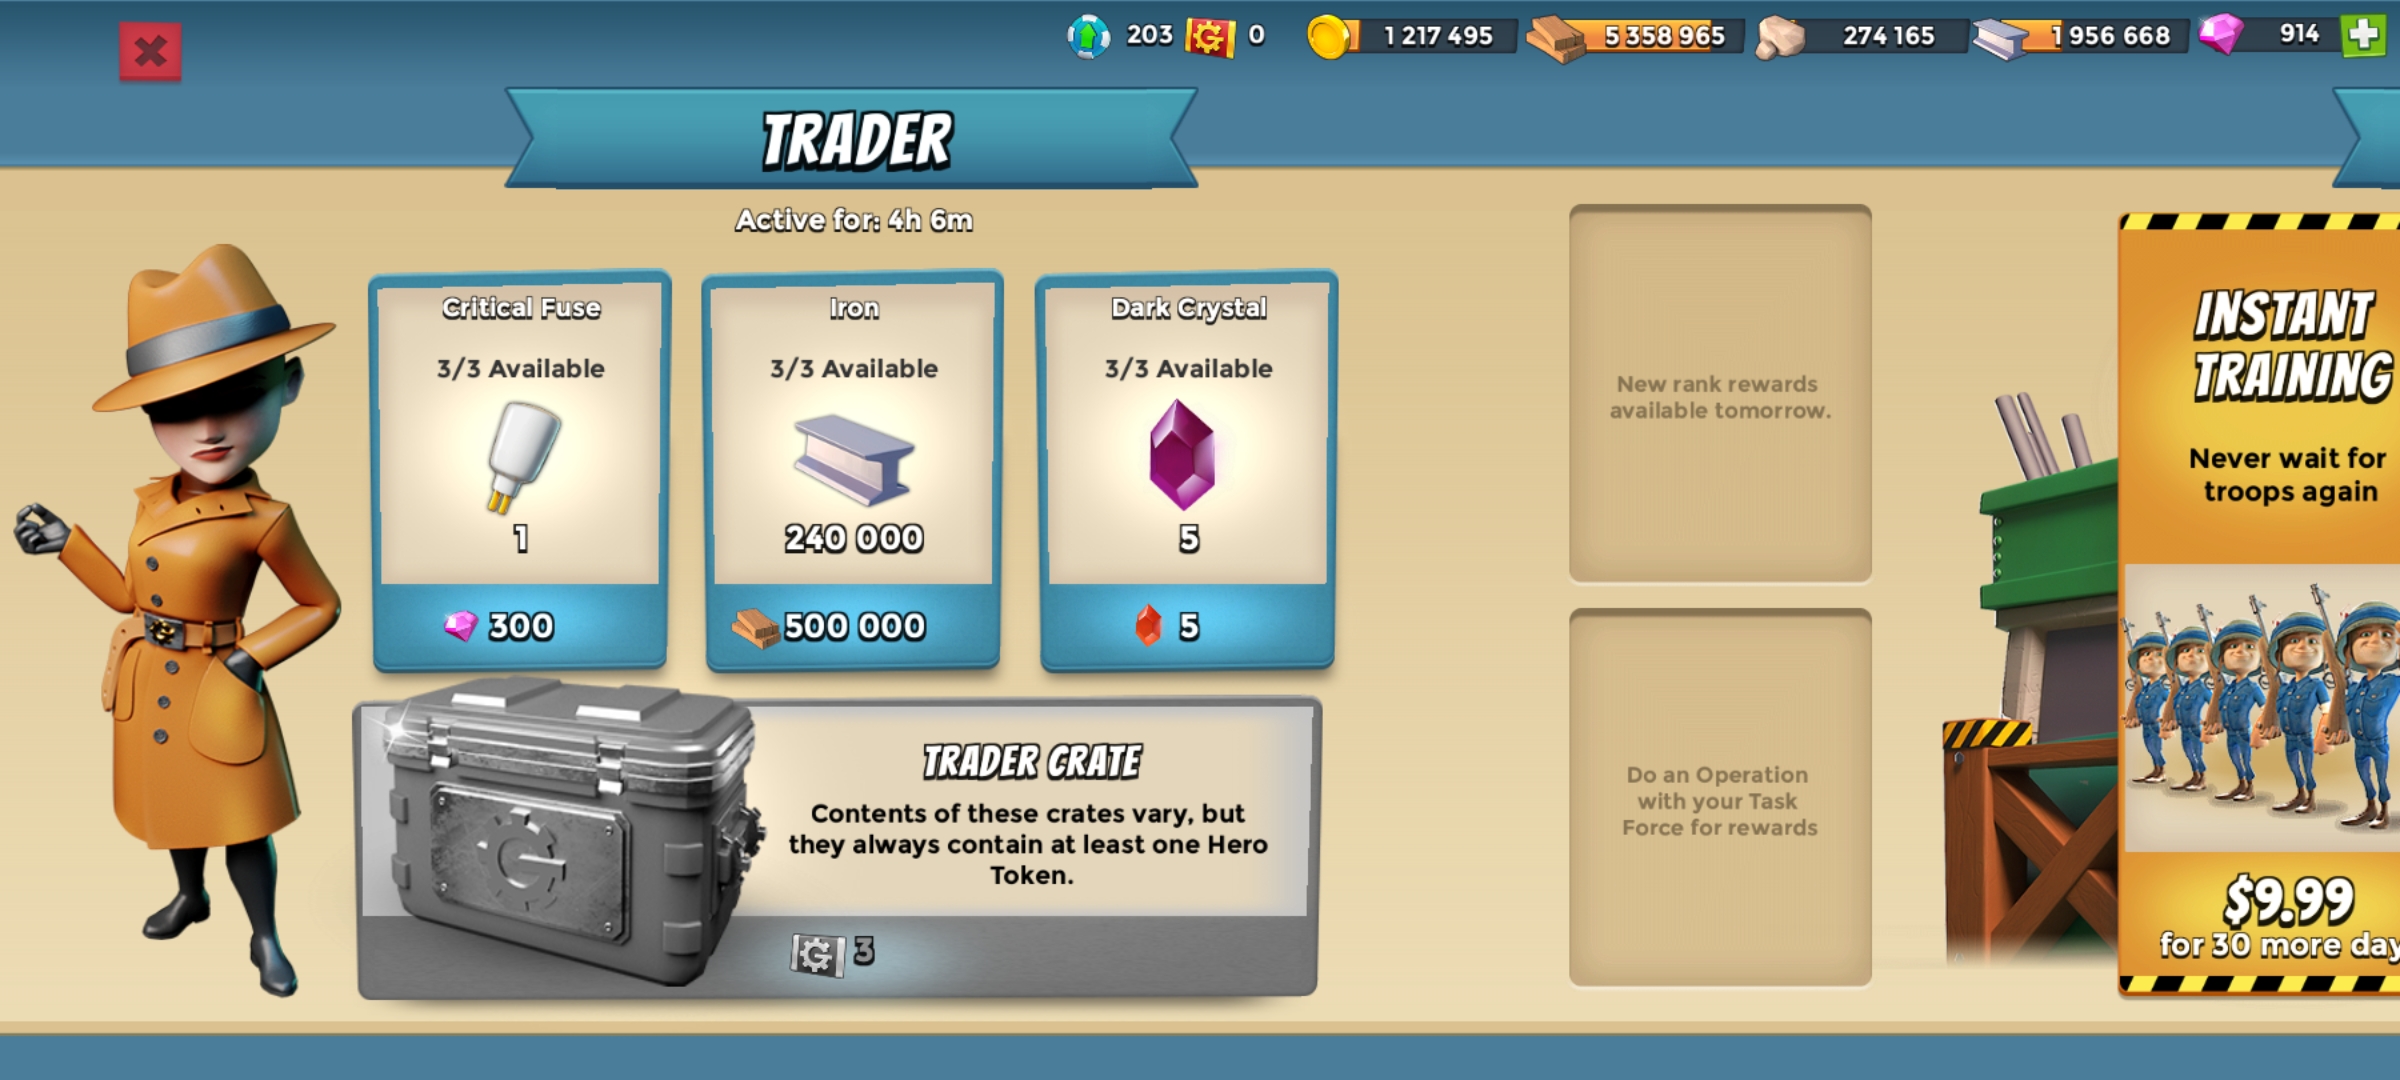 203 0 1 217 495 5 358 965 274 165 1 956 668 914
TRADER
Active for: 4h 6m
Critical Fuse
3/3 Available
1
300
Iron
3/3 Available
240 000
500 000
Dark Crystal
3/3 Available
5
5
TRADER CRATE
Contents of these crates vary, but
they always contain at least one Hero
Token.
G
G 3
New rank rewards
available tomorrow.
Do an Operation
with your Task
Force for rewards
INSTANT
TRAINING
Never wait for
troops again
$9.99
for 30 more day